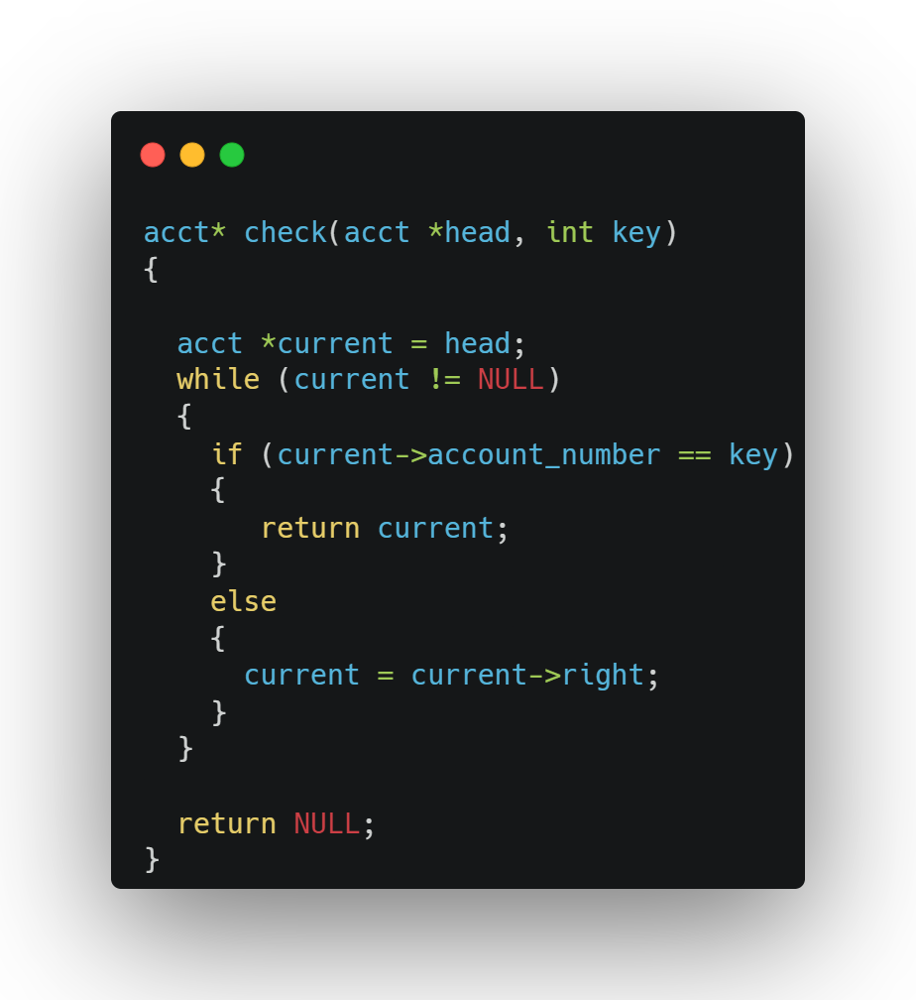 acct* check(acct *head, int key)
{
acct *current = head;
while (current != NULL)
{
if (current->account_number == key)
{
return current;
}
else
{
current = current->right;
}
}
return NULL;
}